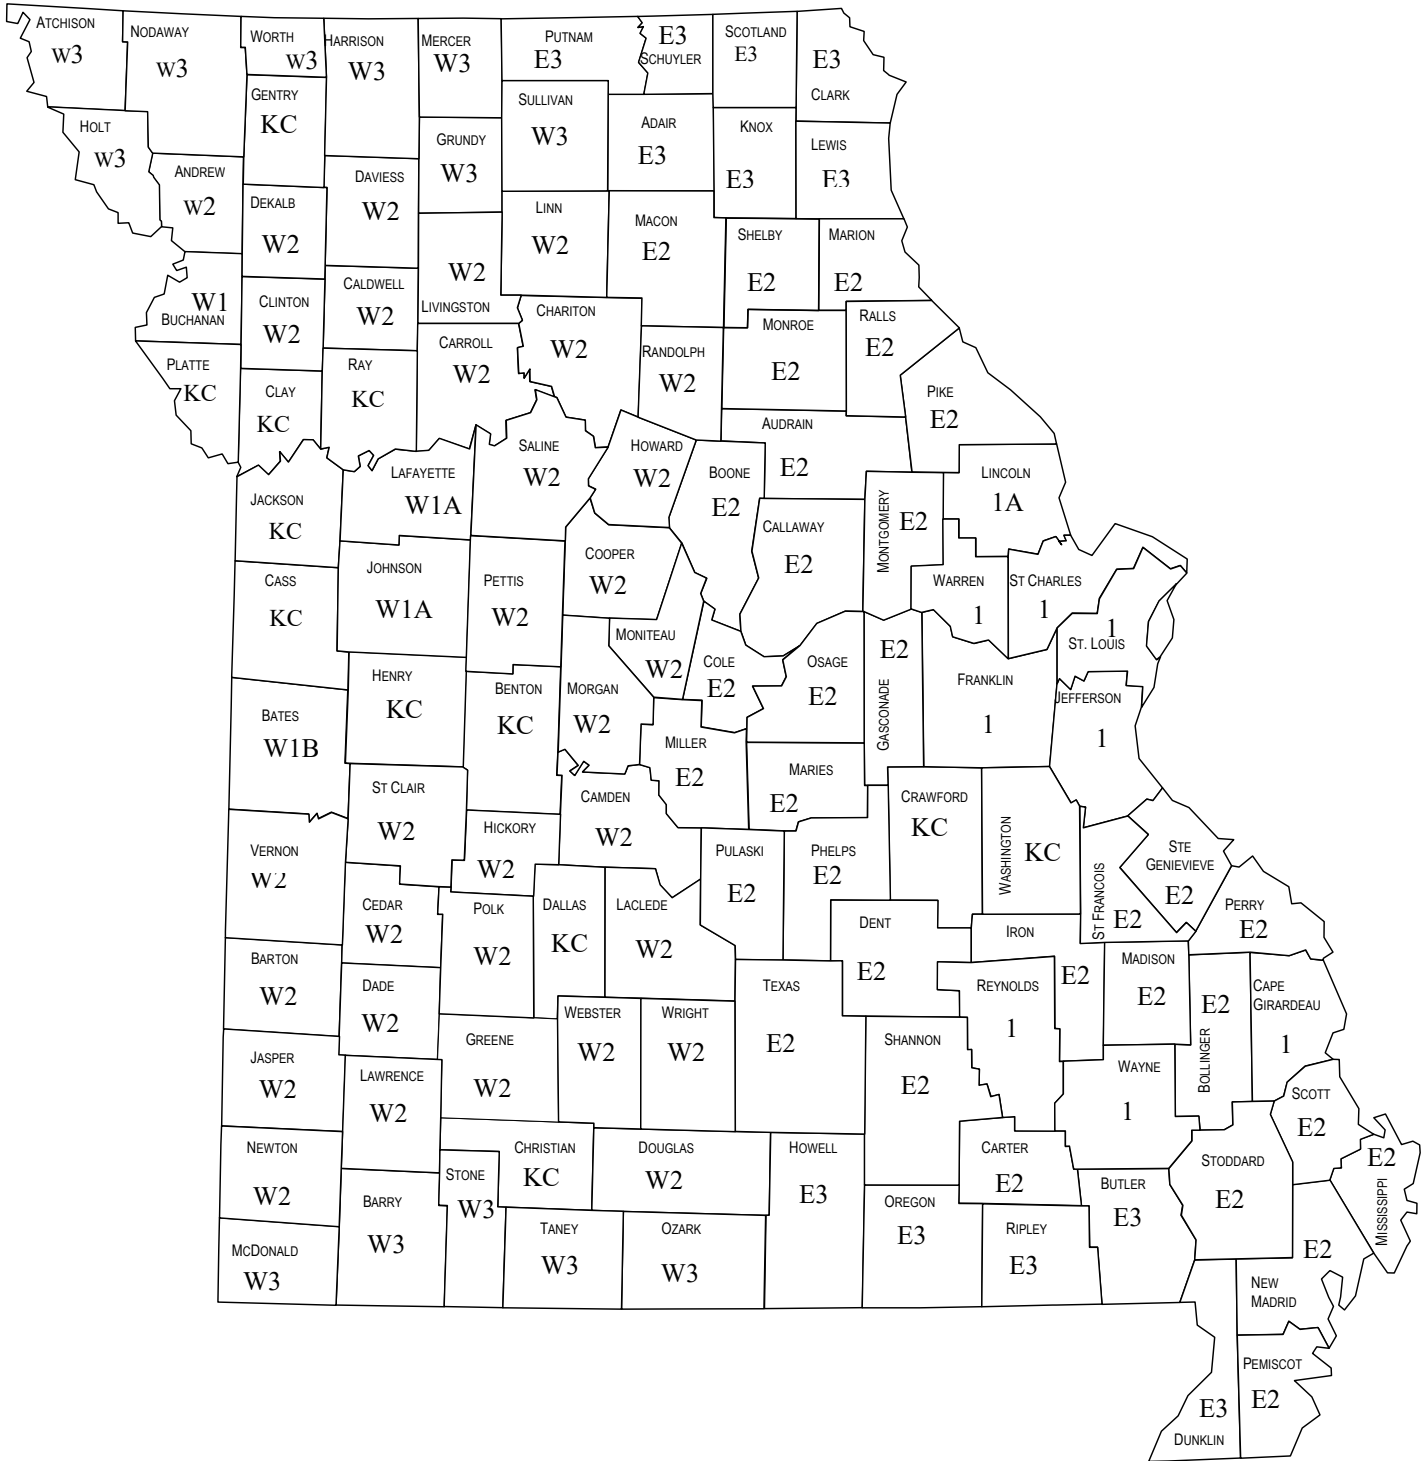 ATCHISON
W3
NODAWAY
W3
WORTH
W3
HARRISON
W3
MERCER
W3
PUTNAM
E3
E3
SCHUYLER
SCOTLAND
E3
E3
CLARK
HOLT
W3
GENTRY
KC
GRUNDY
W3
SULLIVAN
W3
ADAIR
E3
KNOX
E3
LEWIS
E3
ANDREW
W2
DEKALB
W2
DAVIESS
W2
W2
LIVINGSTON
LINN
W2
MACON
E2
SHELBY
E2
MARION
E2
W1
BUCHANAN
CLINTON
W2
CALDWELL
W2
CARROLL
W2
CHARITON
W2
RANDOLPH
W2
MONROE
E2
RALLS
E2
PLATTE
KC
CLAY
KC
RAY
KC
PIKE
E2
AUDRAIN
E2
SALINE
W2
HOWARD
W2
BOONE
E2
LAFAYETTE
W1A
JACKSON
KC
CALLAWAY
E2
MONTGOMERY
E2
LINCOLN
1A
CASS
KC
JOHNSON
W1A
PETTIS
W2
COOPER
W2
MONITEAU
W2
COLE
E2
OSAGE
E2
E2
GASCONADE
WARREN
1
ST CHARLES
1
1
ST. LOUIS
FRANKLIN
1
JEFFERSON
1
BATES
W1B
HENRY
KC
BENTON
KC
MORGAN
W2
MILLER
E2
MARIES
E2
ST CLAIR
W2
HICKORY
W2
CAMDEN
W2
PULASKI
E2
PHELPS
E2
CRAWFORD
KC
WASHINGTON
KC
ST FRANCOIS
E2
STE
GENIEVIEVE
E2
PERRY
E2
VERNON
W2
CEDAR
W2
POLK
W2
DALLAS
KC
LACLEDE
W2
DENT
E2
IRON
E2
MADISON
E2
E2
BOLLINGER
CAPE
GIRARDEAU
1
BARTON
W2
DADE
W2
GREENE
W2
WEBSTER
W2
WRIGHT
W2
TEXAS
E2
SHANNON
E2
REYNOLDS
1
WAYNE
1
SCOTT
E2
JASPER
W2
LAWRENCE
W2
CHRISTIAN
KC
DOUGLAS
W2
HOWELL
E3
CARTER
E2
BUTLER
E3
STODDARD
E2
E2
MISSISSIPPI
NEWTON
W2
BARRY
W3
STONE
W3
TANEY
W3
OZARK
W3
OREGON
E3
RIPLEY
E3
E2
NEW
MADRID
MCDONALD
W3
E3
DUNKLIN
PEMISCOT
E2